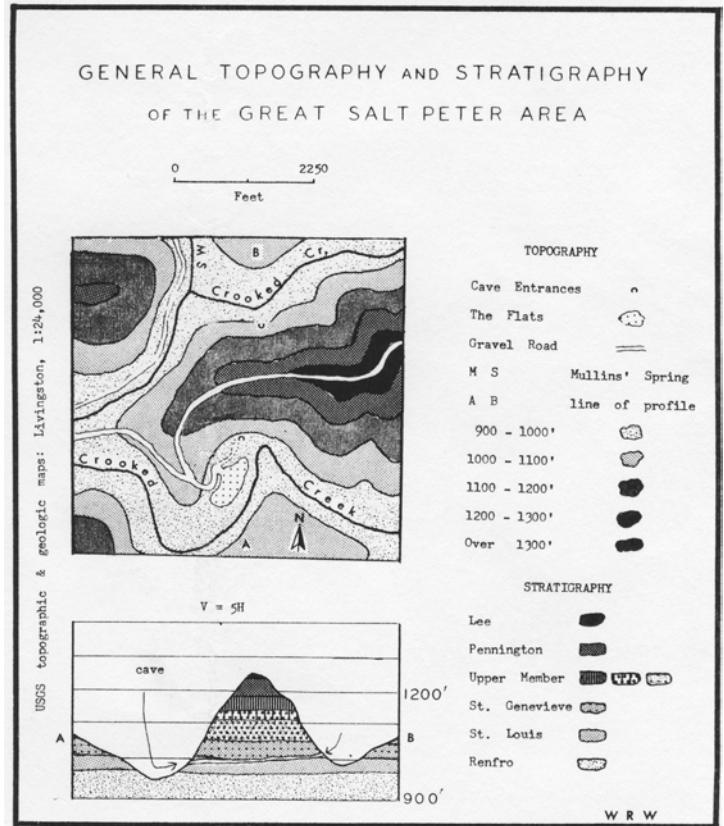 GENERAL TOPOGRAPHY AND STRATIGRAPHY
OF THE GREAT SALT PETER AREA
0 2250
Feet
USGS topographic & geologic maps: Livingston, 1:24,000
M S
B
Crooked Cr.
Crooked Creek
A
N
TOPOGRAPHY
Cave Entrances
The Flats
Gravel Road
M S Mullins' Spring
A B line of profile
900 - 1000'
1000 - 1100'
1100 - 1200'
1200 - 1300'
Over 1300'
STRATIGRAPHY
Lee
Pennington
Upper Member
St. Genevieve
St. Louis
Renfro
V = 5H
cave
1200'
A B
900'
W R W